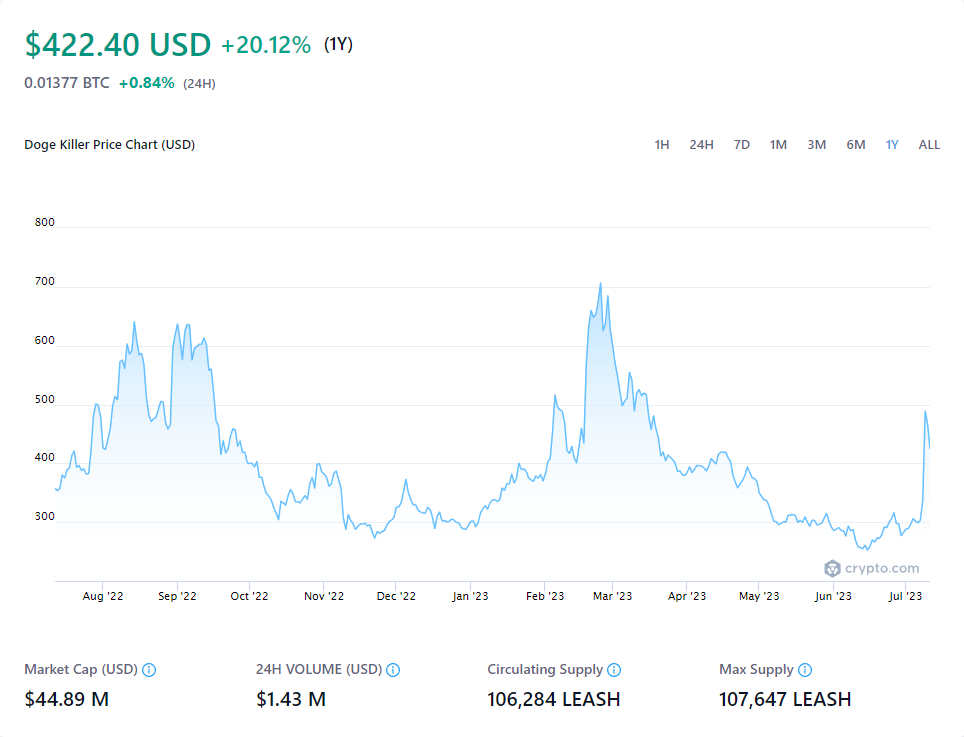 $422.40 USD +20.12% (1Y)
0.01377 BTC +0.84% (24H)
Doge Killer Price Chart (USD) 1H 24H 7D 1M 3M 6M 1Y ALL
800
700
600
500
400
300
crypto.com
Aug '22 Sep '22 Oct '22 Nov '22 Dec '22 Jan '23 Feb '23 Mar '23 Apr '23 May '23 Jun '23 Jul '23
Market Cap (USD) 24H VOLUME (USD) Circulating Supply Max Supply
$44.89 M $1.43 M 106,284 LEASH 107,647 LEASH